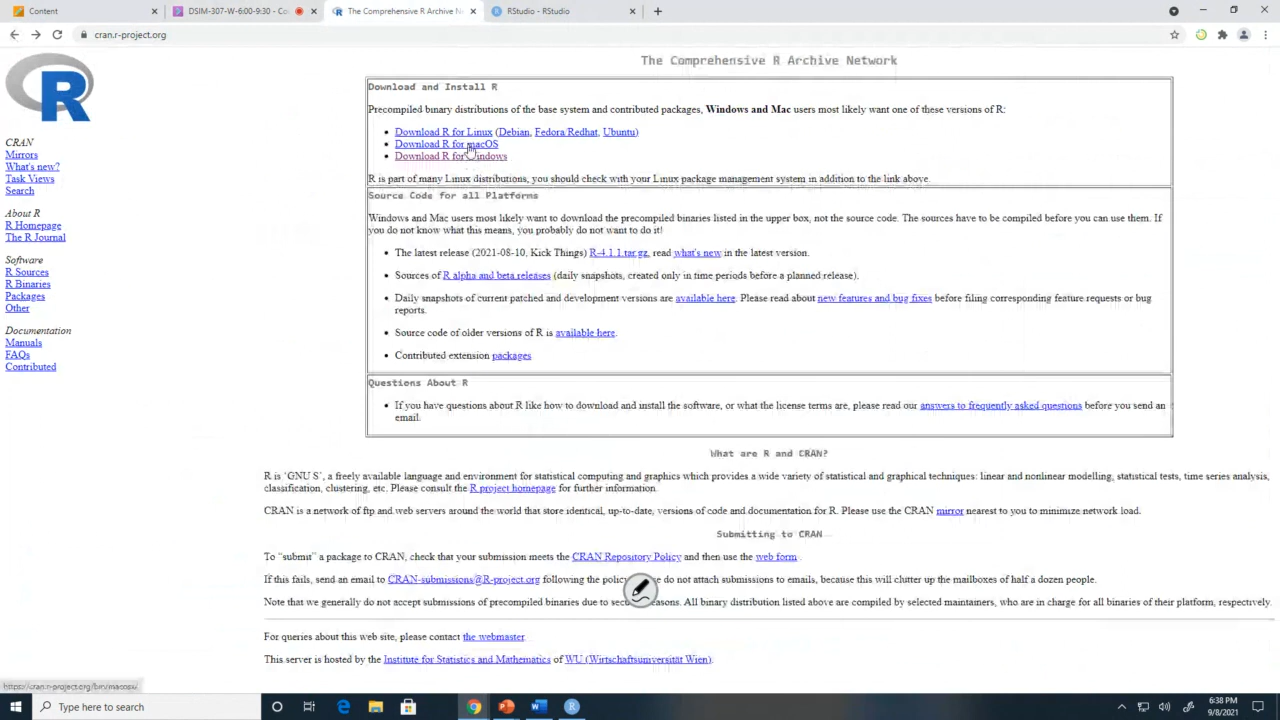 Content
DSIM-307-W-6:00-9:30 - Co
The Comprehensive R Archive Net
RStudio - RStudio
cran.r-project.org
R
The Comprehensive R Archive Network
Download and Install R
Precompiled binary distributions of the base system and contributed packages, Windows and Mac users most likely want one of these versions of R:
Download R for Linux (Debian, Fedora/Redhat, Ubuntu)
Download R for macOS
Download R for Windows
R is part of many Linux distributions, you should check with your Linux package management system in addition to the link above.
CRAN
Mirrors
What's new?
Task Views
Search
About R
R Homepage
The R Journal
Software
R Sources
R Binaries
Packages
Other
Documentation
Manuals
FAQs
Contributed
Source Code for all Platforms
Windows and Mac users most likely want to download the precompiled binaries listed in the upper box, not the source code. The sources have to be compiled before you can use them. If
you do not know what this means, you probably do not want to do it!
The latest release (2021-08-10, Kick Things) R-4.1.1.tar.gz, read what's new in the latest version.
Sources of R alpha and beta releases (daily snapshots, created only in time periods before a planned release).
Daily snapshots of current patched and development versions are available here. Please read about new features and bug fixes before filing corresponding feature requests or bug
reports.
Source code of older versions of R is available here.
Contributed extension packages
Questions About R
If you have questions about R like how to download and install the software, or what the license terms are, please read our answers to frequently asked questions before you send an
email.
What are R and CRAN?
R is 'GNU S', a freely available language and environment for statistical computing and graphics which provides a wide variety of statistical and graphical techniques: linear and nonlinear modelling, statistical tests, time series analysis,
classification, clustering, etc. Please consult the R project homepage for further information.
CRAN is a network of ftp and web servers around the world that store identical, up-to-date, versions of code and documentation for R. Please use the CRAN mirror nearest to you to minimize network load.
Submitting to CRAN
To "submit" a package to CRAN, check that your submission meets the CRAN Repository Policy and then use the web form .
If this fails, send an email to CRAN-submissions@R-project.org following the policy. do not attach submissions to emails, because this will clutter up the mailboxes of half a dozen people.
Note that we generally do not accept submissions of precompiled binaries due to security reasons. All binary distribution listed above are compiled by selected maintainers, who are in charge for all binaries of their platform, respectively.
For queries about this web site, please contact the webmaster.
This server is hosted by the Institute for Statistics and Mathematics of WU (Wirtschaftsuniversität Wien).
https://cran.r-project.org/bin/macosx/
Type here to search
6:38 PM
9/8/2021